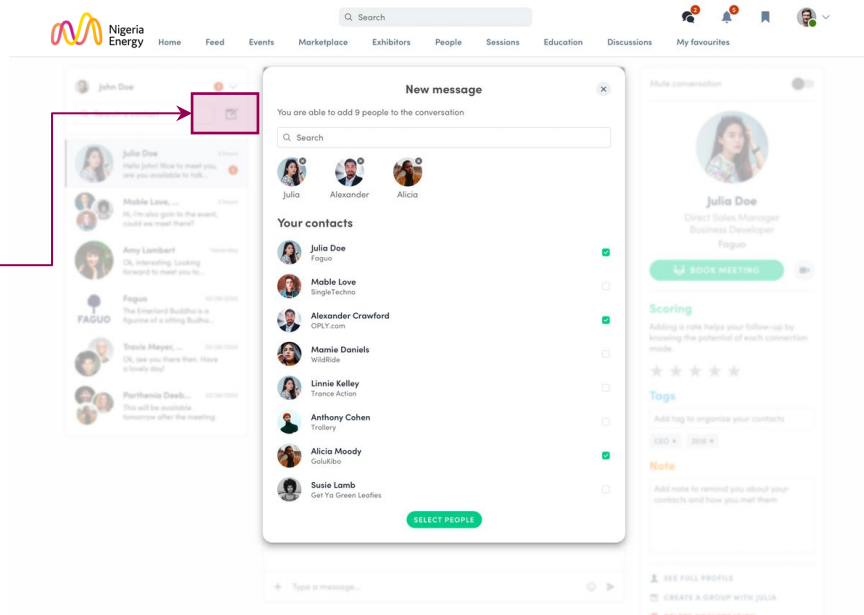 Nigeria
Energy
Search
2
5
Home
Feed
Events
Marketplace
Exhibitors
People
Sessions
Education
Discussions
My favourites
John Doe
Julia Doe
Hello John! Nice to meet you,
are you available to talk...
Mable Love, ...
Hi, I'm also goin to the event,
could we meet there?
Amy Lambert
Yesterday
Ok, interesting. Looking
forward to meet you to...
Faguo
The Emerlord Buddha is a
figurine of a sitting Budha...
FAGUO
Travis Meyer, ...
Ok, see you there then. Have
a lovely day!
Parthenia Deeb...
This will be available
tomorrow after the meeting.
New message
You are able to add 9 people to the conversation
Search
Julia
Alexander
Alicia
Your contacts
Julia Doe
Faguo
Mable Love
SingleTechno
Alexander Crawford
OPLY.com
Mamie Daniels
WildRide
Linnie Kelley
Trance Action
Anthony Cohen
Trollery
Alicia Moody
GoluKibo
Susie Lamb
Get Ya Green Leafies
SELECT PEOPLE
Type a message...
Mute conversation
Julia Doe
Direct Sales Manager
Business Developer
Faguo
BOOK MEETING
Scoring
Adding a rate helps your follow-up by
knowing the potential of each connection
made.
Tags
Add tag to organise your contacts
CEO
2016
Note
Add note to remind you about your
contacts and how you met them
SEE FULL PROFILE
CREATE A GROUP WITH JULIA